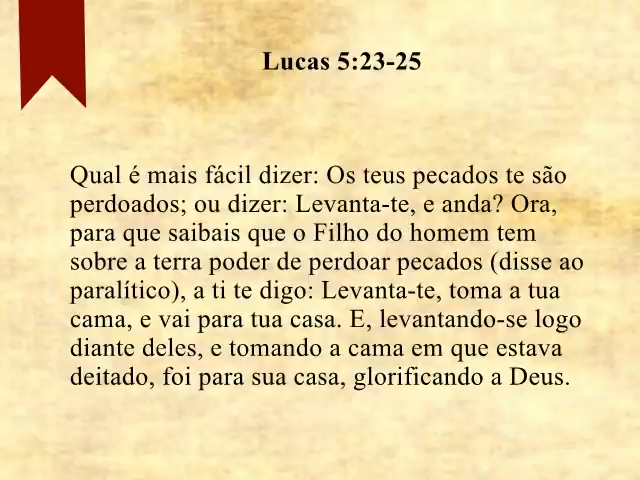 Lucas 5:23-25
Qual é mais fácil dizer: Os teus pecados te são
perdoados; ou dizer: Levanta-te, e anda? Ora,
para que saibais que o Filho do homem tem
sobre a terra poder de perdoar pecados (disse ao
paralítico), a ti te digo: Levanta-te, toma a tua
cama, e vai para tua casa. E, levantando-se logo
diante deles, e tomando a cama em que estava
deitado, foi para sua casa, glorificando a Deus.